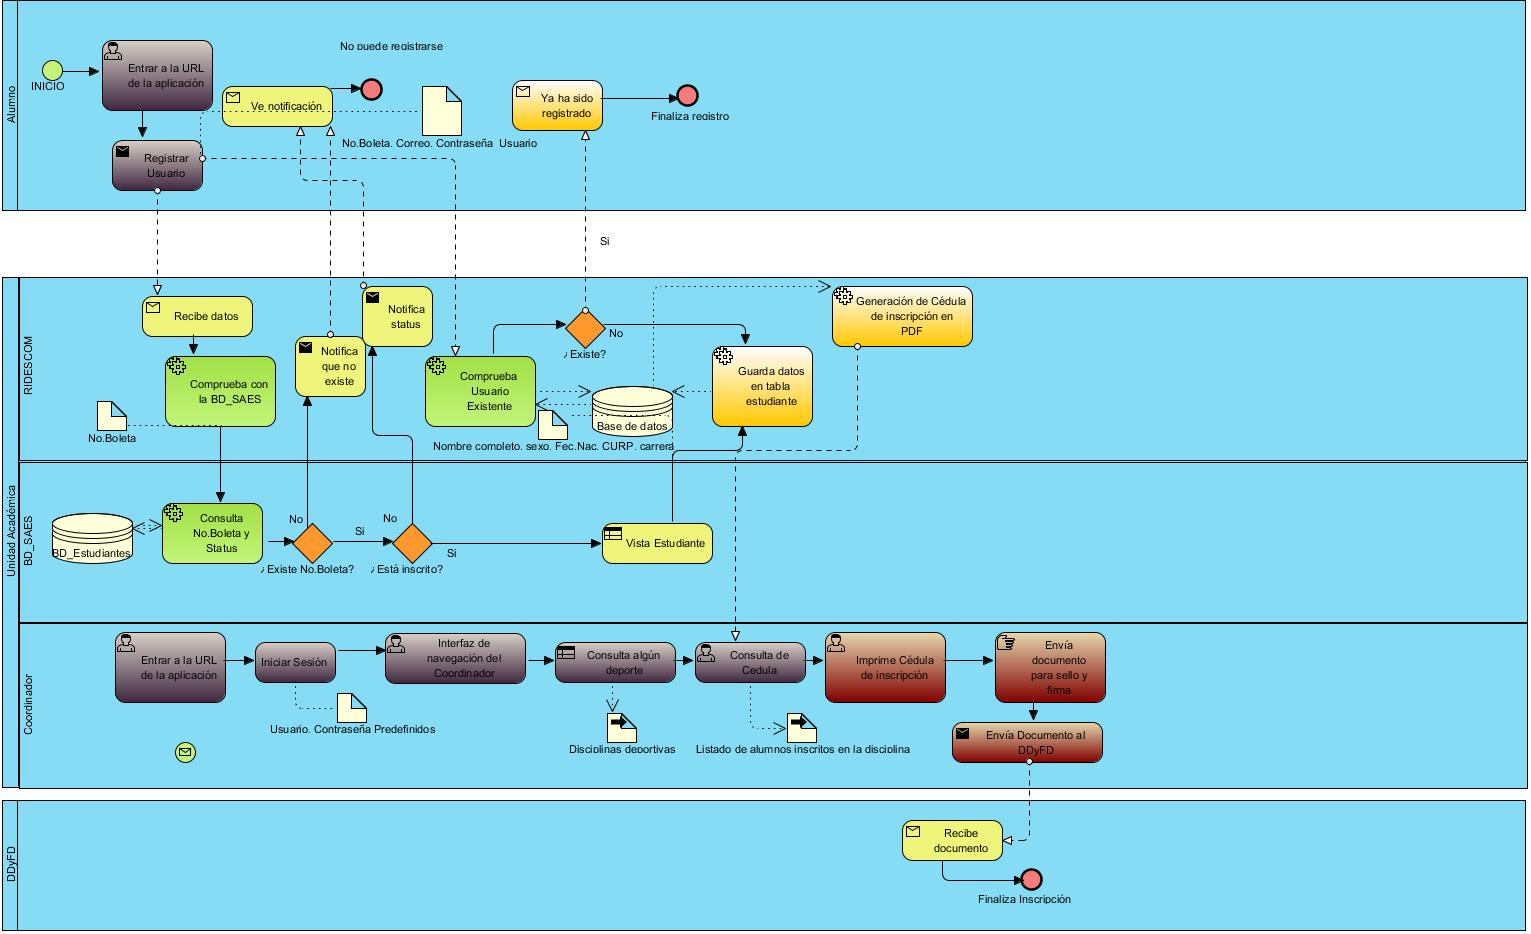 Alumno
INICIO
Entrar a la URL
de la aplicación
Registrar
Usuario
No puede registrarse
Ve notificación
No.Boleta. Correo. Contraseña Usuario
Ya ha sido
registrado
Finaliza registro
Si
Unidad Académica
RIDESCOM
Recibe datos
Comprueba con
la BD_SAES
No.Boleta
Notifica
que no
existe
Notifica
status
Comprueba
Usuario
Existente
¿Existe?
No
Base de datos
Nombre completo. sexo. Fec.Nac. CURP. carrera
Guarda datos
en tabla
estudiante
Generación de Cédula
de inscripción en
PDF
BD_SAES
BD_Estudiantes
Consulta
No.Boleta y
Status
No
¿Existe No.Boleta?
Si
No
¿Está inscrito?
Si
Vista Estudiante
Coordinador
Entrar a la URL
de la aplicación
Iniciar Sesión
Usuario. Contraseña Predefinidos
Interfaz de
navegación del
Coordinador
Consulta algún
deporte
Disciplinas deportivas
Consulta de
Cedula
Listado de alumnos inscritos en la disciplina
Imprime Cédula
de inscripción
Envía
documento
para sello y
firma
Envía Documento al
DDyFD
DDyFD
Recibe
documento
Finaliza Inscripción